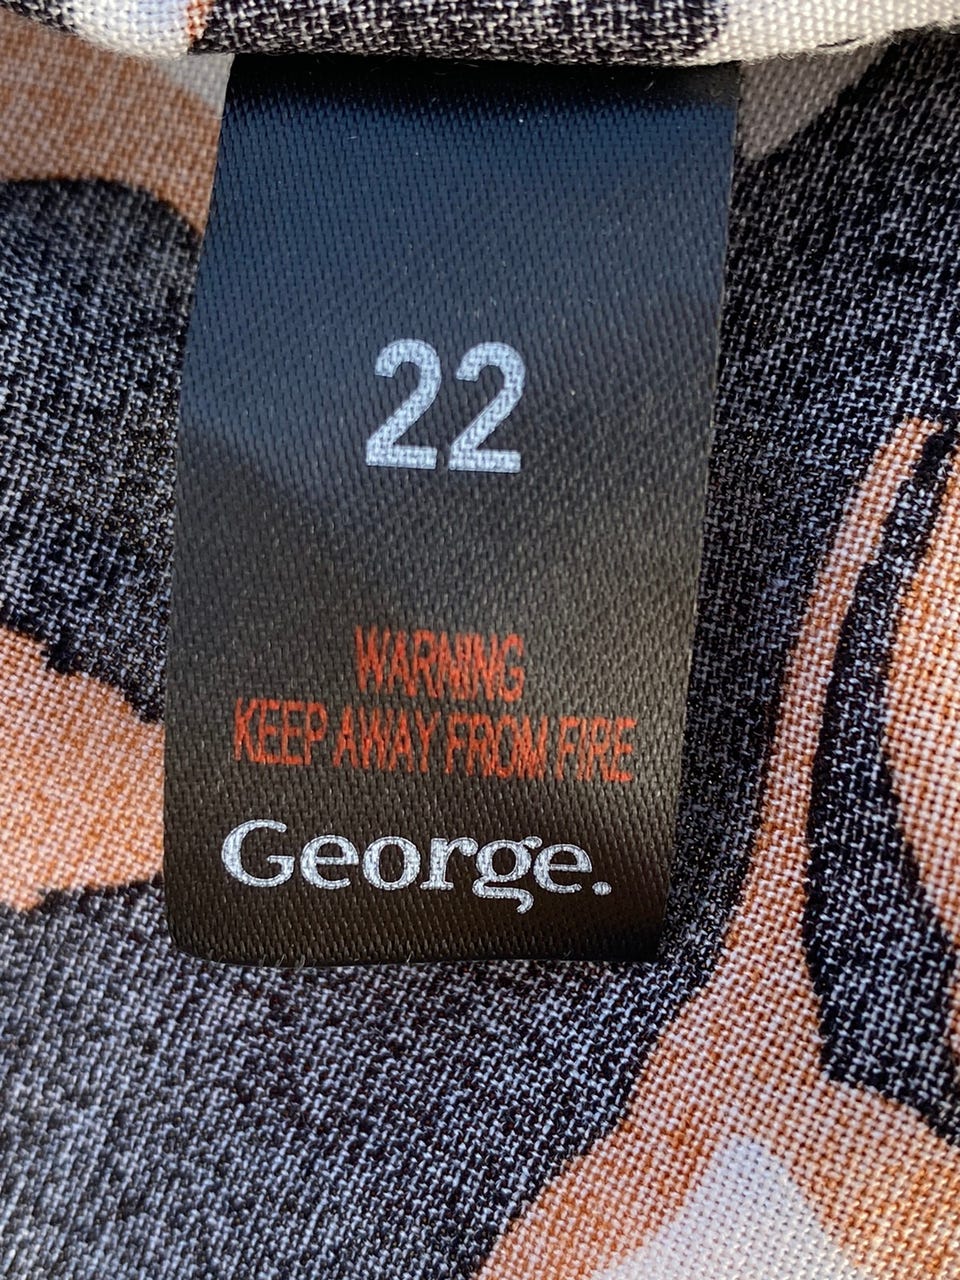 22
WARNING
KEEP AWAY FROM FIRE
George.